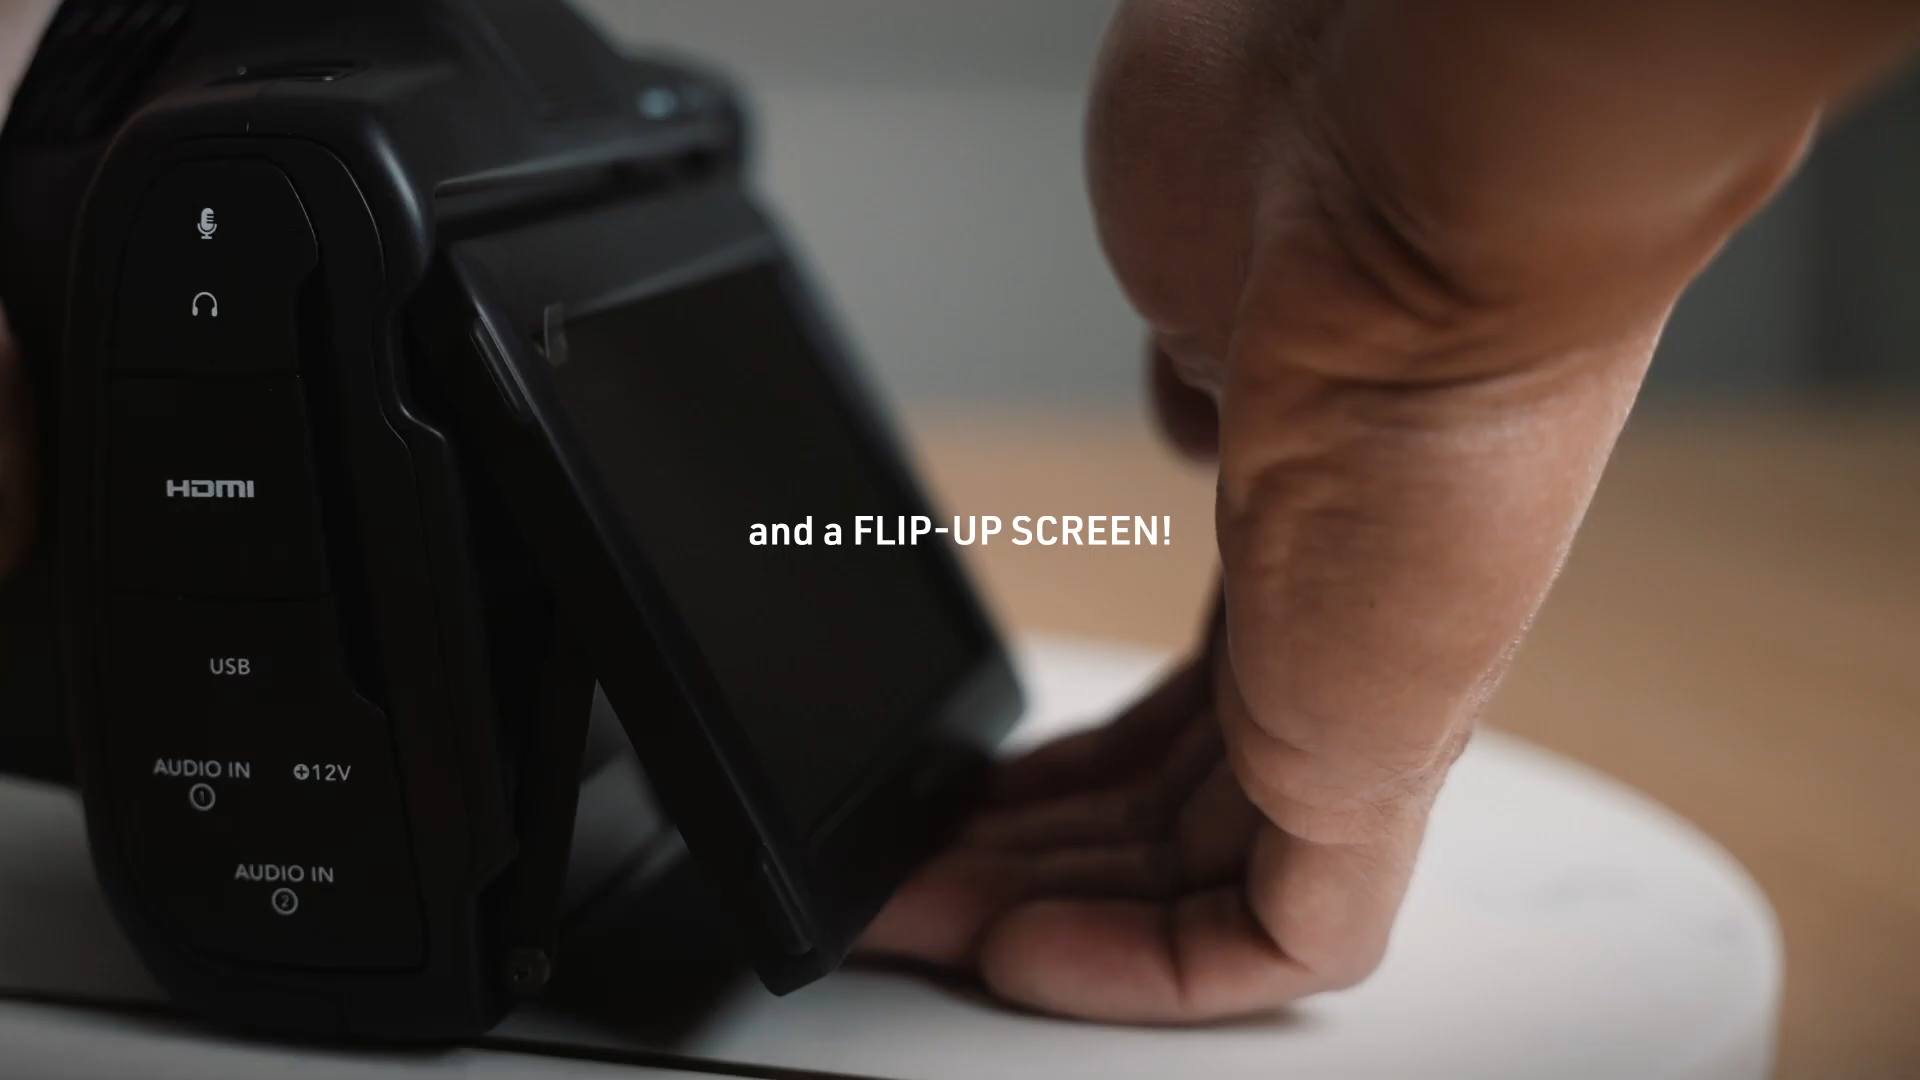 HDMI
and a FLIP-UP SCREEN!
USB
AUDIO IN
1
⊕12V
AUDIO IN
2